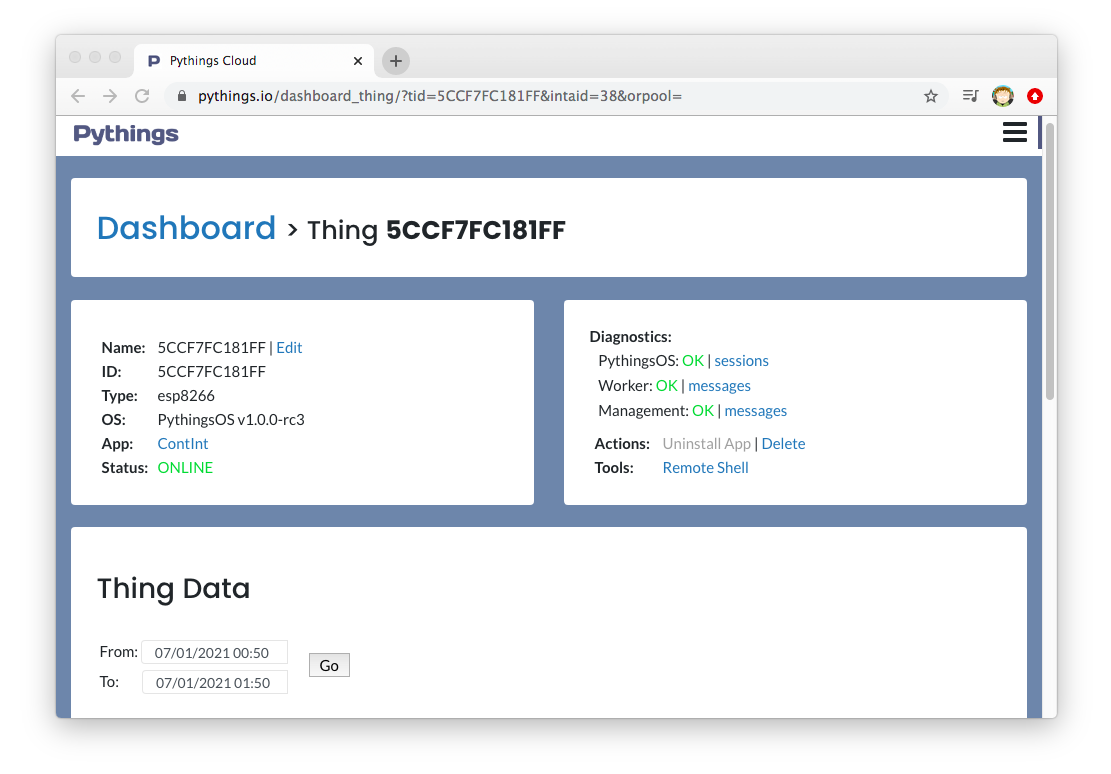 Pythings Cloud
pythings.io/dashboard_thing/?tid=5CCF7FC181FF&intaid=38&orpool=
Pythings
Dashboard > Thing 5CCF7FC181FF
Name: 5CCF7FC181FF | Edit
ID: 5CCF7FC181FF
Type: esp8266
OS: PythingsOS v1.0.0-rc3
App: ContInt
Status: ONLINE
Diagnostics:
PythingsOS: OK | sessions
Worker: OK | messages
Management: OK | messages
Actions: Uninstall App | Delete
Tools: Remote Shell
Thing Data
From: 07/01/2021 00:50
Go
To: 07/01/2021 01:50